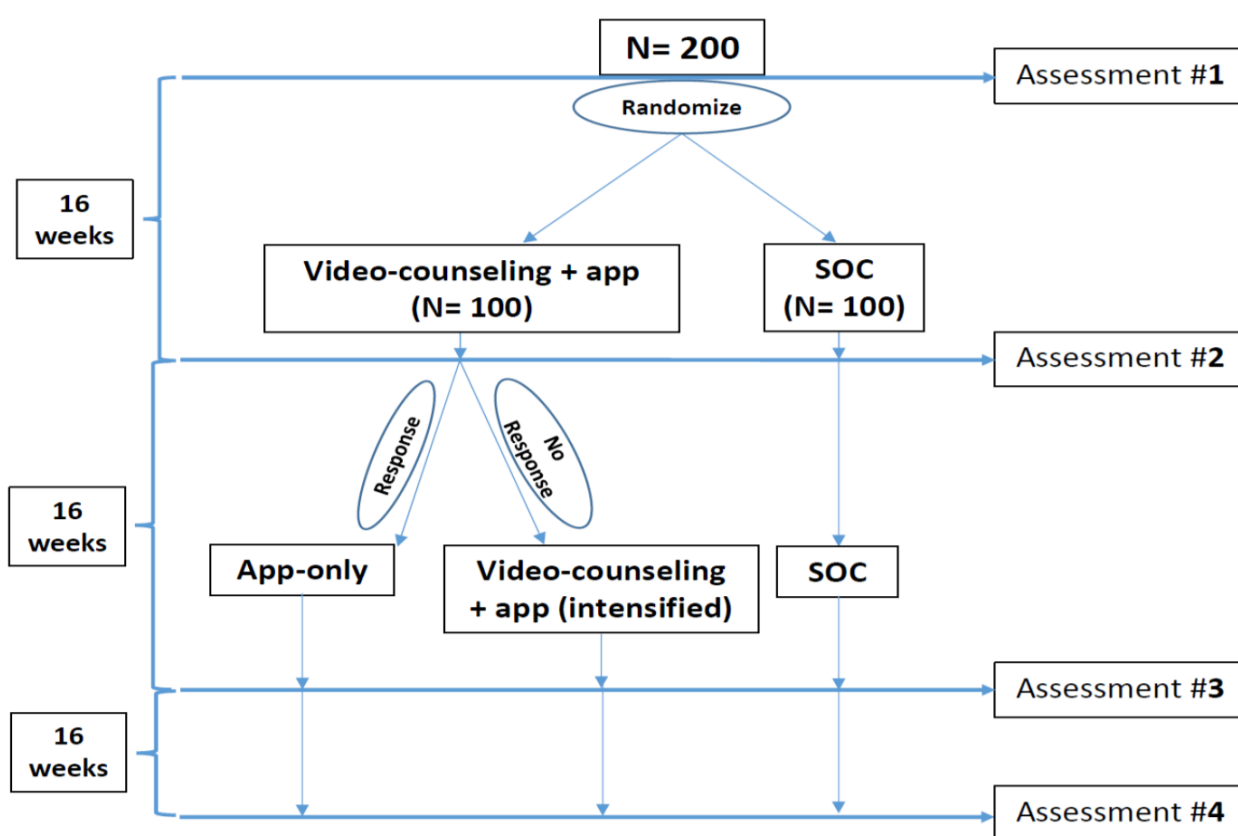 N= 200
Assessment #1
Randomize
16
weeks
Video-counseling + app
(N= 100)
SOC
(N= 100)
Assessment #2
Response
No
Response
16
weeks
App-only
Video-counseling
+ app (intensified)
SOC
Assessment #3
16
weeks
Assessment #4